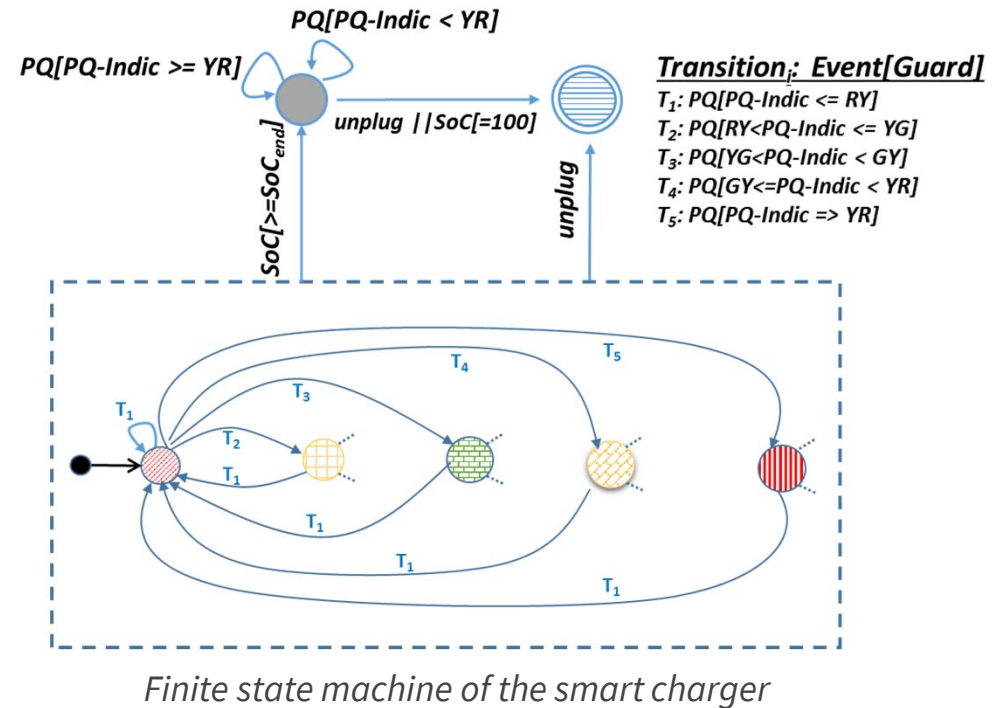 PQ[PQ-Indic < YR]
PQ[PQ-Indic >= YR]
unplug ||SoC[=100]
SoC[>=SoCend]
unplug
Transitioni: Event[Guard]
T1: PQ[PQ-Indic <= RY]
T2: PQ[RY<PQ-Indic <= YG]
T3: PQ[YG<PQ-Indic < GY]
T4: PQ[GY<=PQ-Indic < YR]
T5: PQ[PQ-Indic => YR]
T5
T4
T3
T1
T2
T1
T1
T1
T1
Finite state machine of the smart charger